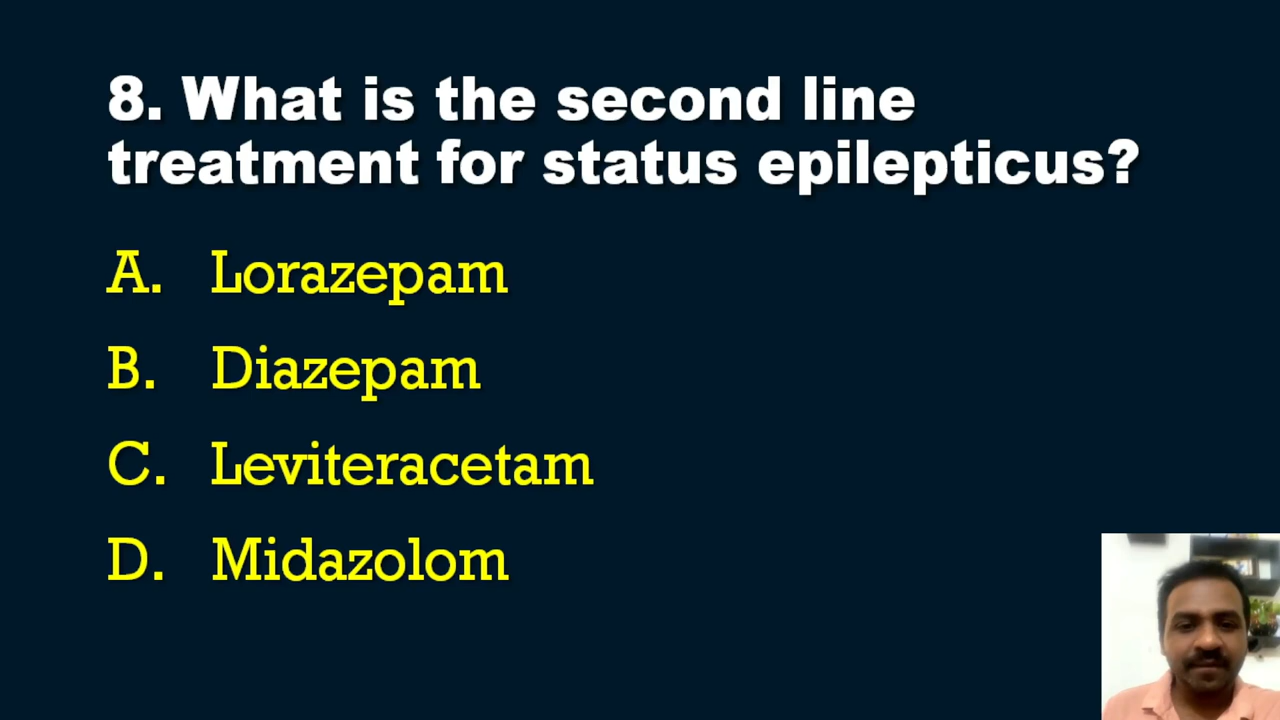 8. What is the second line
treatment for status epilepticus?
A. Lorazepam
B. Diazepam
C. Leviteracetam
D. Midazolom